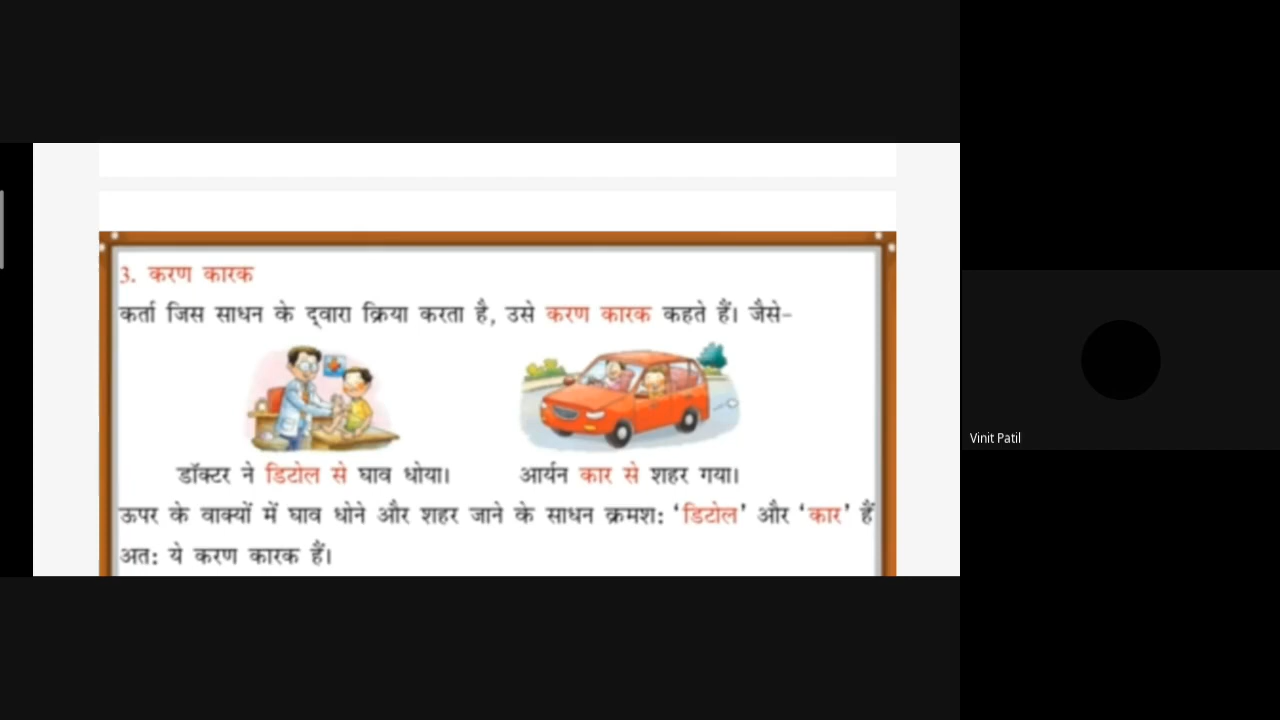 3. करण कारक
कर्ता जिस साधन के द्वारा क्रिया करता है, उसे करण कारक कहते हैं। जैसे-
डॉक्टर ने डिटोल से घाव धोया। आर्यन कार से शहर गया।
ऊपर के वाक्यों में घाव धोने और शहर जाने के साधन क्रमश: ‘डिटोल’ और ‘कार’ हैं
अत: ये करण कारक हैं।
Vinit Patil